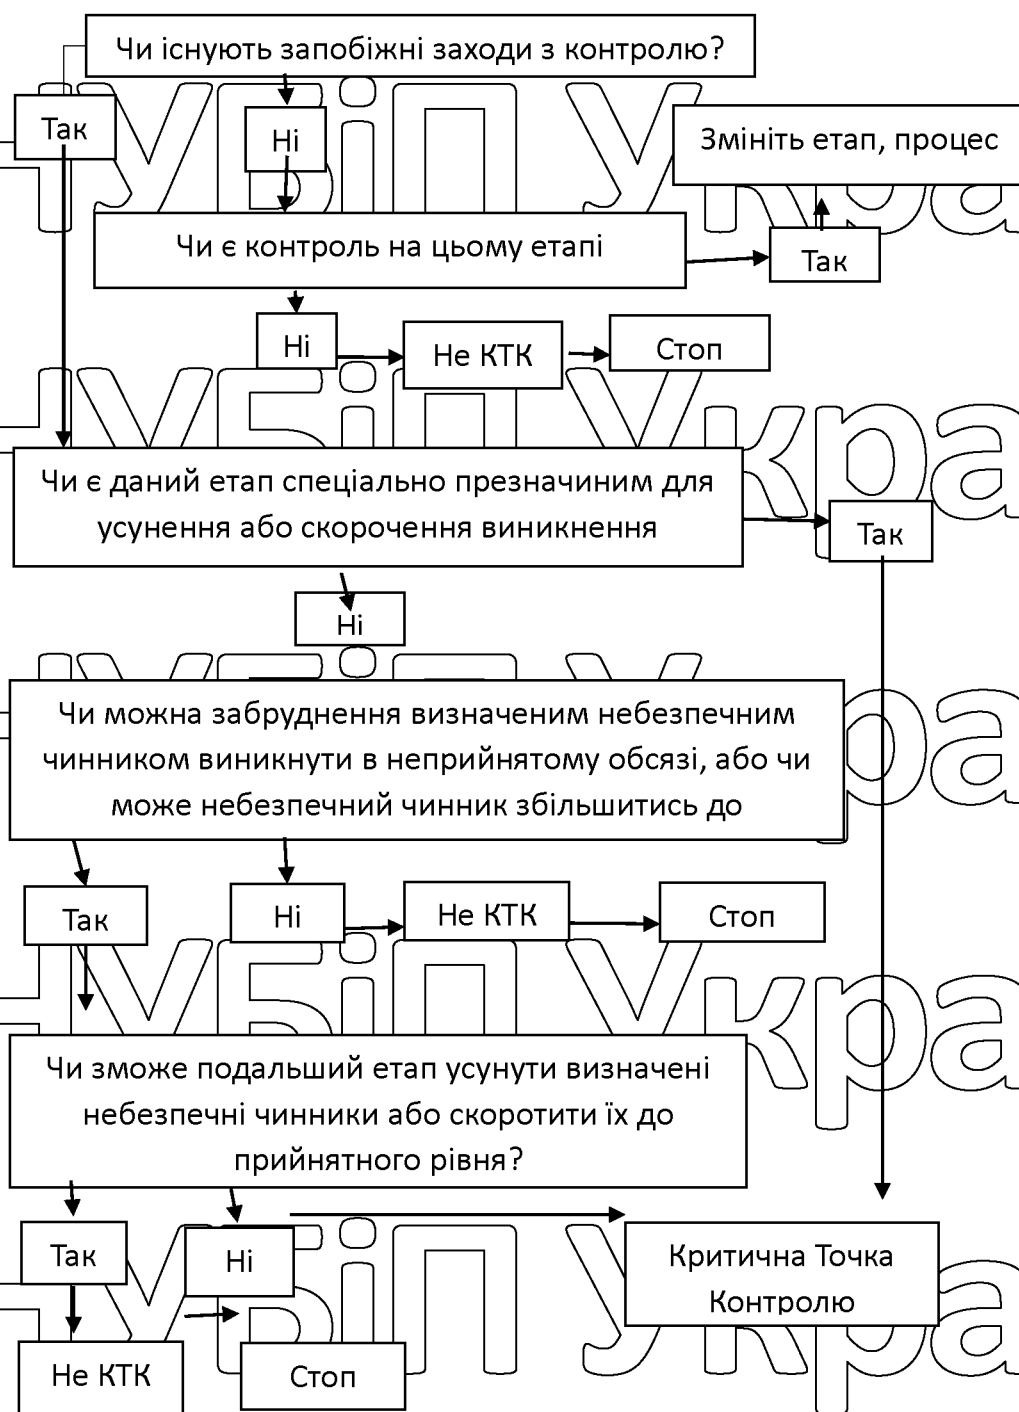 Чи існують запобіжні заходи з контролю?
Так
Ні
Змініть етап, процес
Чи є контроль на цьому етапі
Так
Ні
Не КТК
Стоп
Чи є даний етап спеціально презначиним для
усунення або скорочення виникнення
Так
Ні
Чи можна забруднення визначеним небезпечним
чинником виникнути в неприйнятому обсязі, або чи
може небезпечний чинник збільшитись до
Так
Ні
Не КТК
Стоп
Чи зможе подальший етап усунути визначені
небезпечні чинники або скоротити їх до
прийнятного рівня?
Так
Ні
Критична Точка
Контролю
Не КТК
Стоп